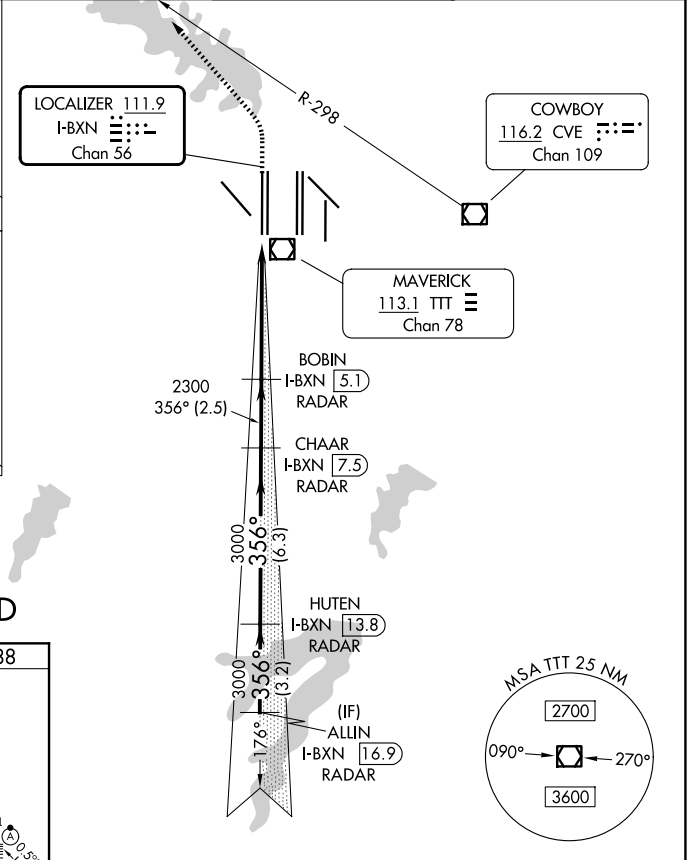 R-298
LOCALIZER 111.9
I-BXN
Chan 56
COWBOY
116.2 CVE
Chan 109
MAVERICK
113.1 TTT
Chan 78
BOBIN
I-BXN 5.1
RADAR
2300
356° (2.5)
CHAAR
I-BXN 7.5
RADAR
3000
356°
(6.3)
HUTEN
I-BXN 13.8
RADAR
3000
356°
(3.2)
176°
(IF)
ALLIN
I-BXN 16.9
RADAR
MSA TTT 25 NM
2700
090°
270°
3600
D
38
A
0.5°